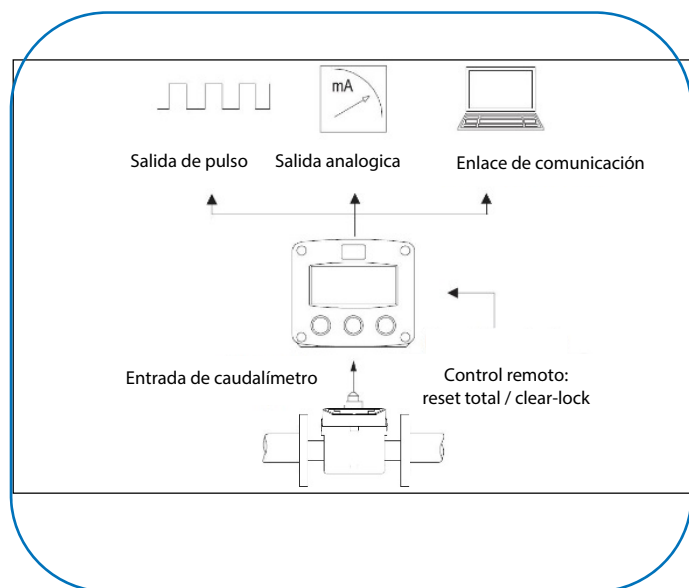 mA
Salida de pulso
Salida analogica
Enlace de comunicación
Entrada de caudalímetro
Control remoto:
reset total / clear-lock